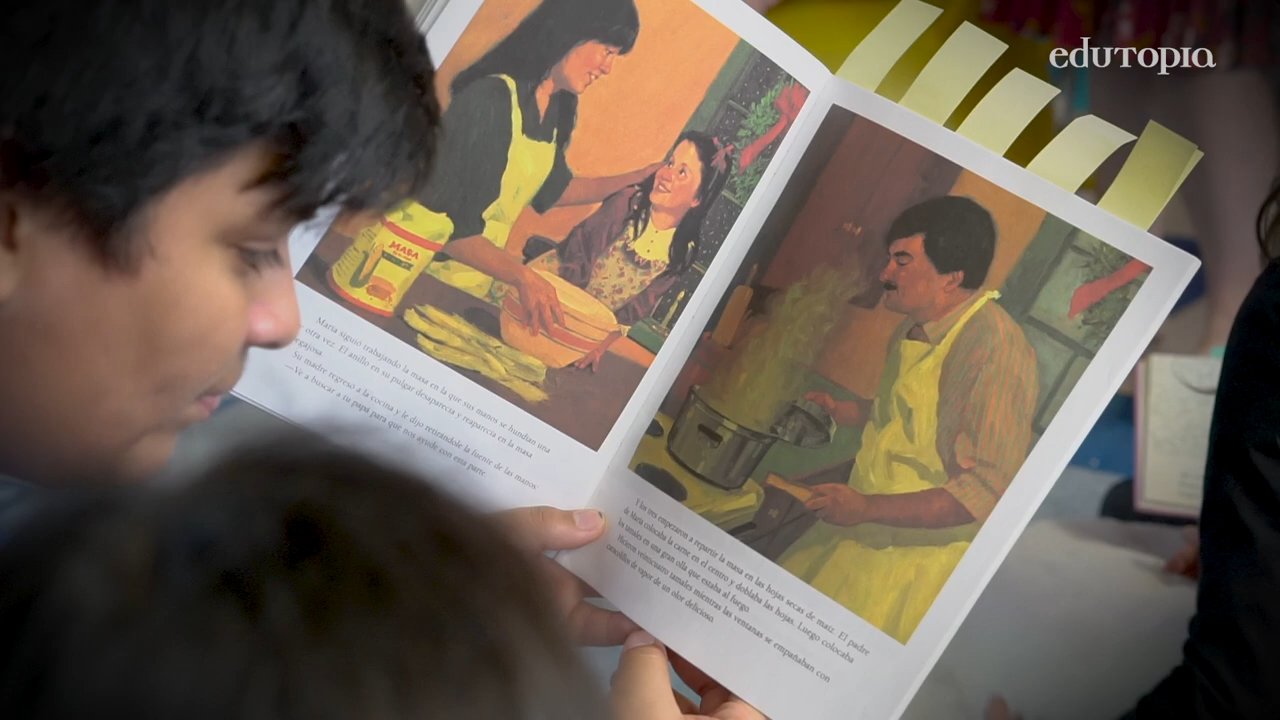 edutopia
MASA
María siguió trabajando la masa en la que sus manos se hundían una
y otra vez. El anillo en su pulgar desaparecía y reaparecía en la masa
pegajosa.
Su madre regresó a la cocina y le dijo retirándole la fuente de las manos
—Ve a buscar a tu papá para que nos ayude con esta parte
Y los tres empezaron a repartir la masa en las hojas secas de maíz. El padre
de María colocaba la carne en el centro y doblaba las hojas. Luego colocaba
los tamales en una gran olla que estaba al fuego.
Hicieron veinticuatro tamales mientras las ventanas se empañaban con
caracolillos de vapor de un olor delicioso.